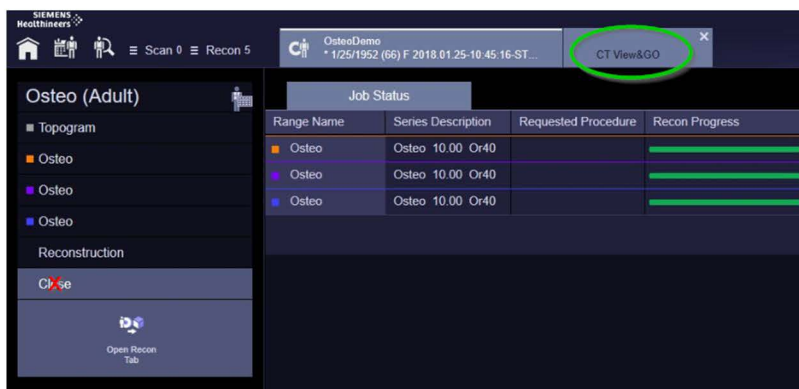 SIEMENS
Healthineers
Scan 0 Recon 5
OsteoDemo
* 1/25/1952 (66) F 2018.01.25-10:45:16-ST...
CT View&GO
Osteo (Adult)
Job Status
Topogram
Range Name Series Description Requested Procedure Recon Progress
Osteo
Osteo Osteo 10.00 Or40
Osteo
Osteo Osteo 10.00 Or40
Osteo
Osteo Osteo 10.00 Or40
Reconstruction
Close
Open Recon
Tab